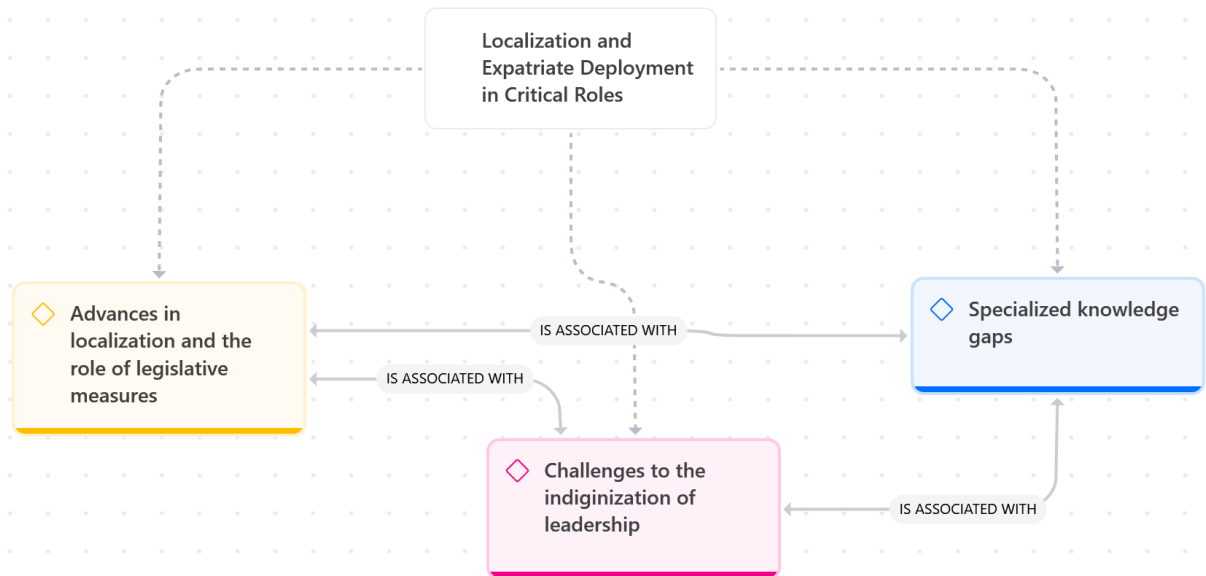 Localization and
Expatriate Deployment
in Critical Roles
Advances in
localization and the
role of legislative
measures
Specialized knowledge
gaps
IS ASSOCIATED WITH
IS ASSOCIATED WITH
Challenges to the
indiginization of
leadership
IS ASSOCIATED WITH